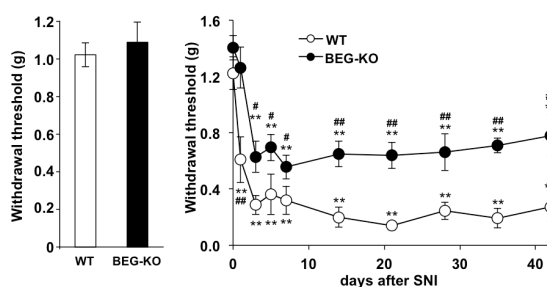 Withdrawal threshold (g)
1.2
1.0
0.8
0.6
0.4
0.2
0
WT
BEG-KO
Withdrawal threshold (g)
1.6
1.2
0.8
0.4
0.0
WT
BEG-KO
# ** # ** # ** ## ** ## ** ## ** ## **
** ## ** ** ** ** ** ** **
0 10 20 30 40
days after SNI